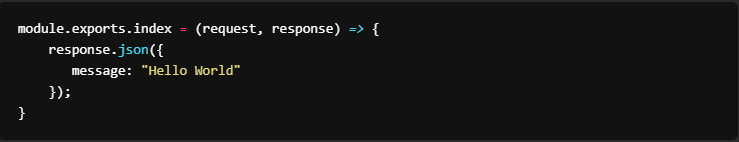 module.exports.index = (request, response) => {
    response.json({
       message: "Hello World"
    });
}